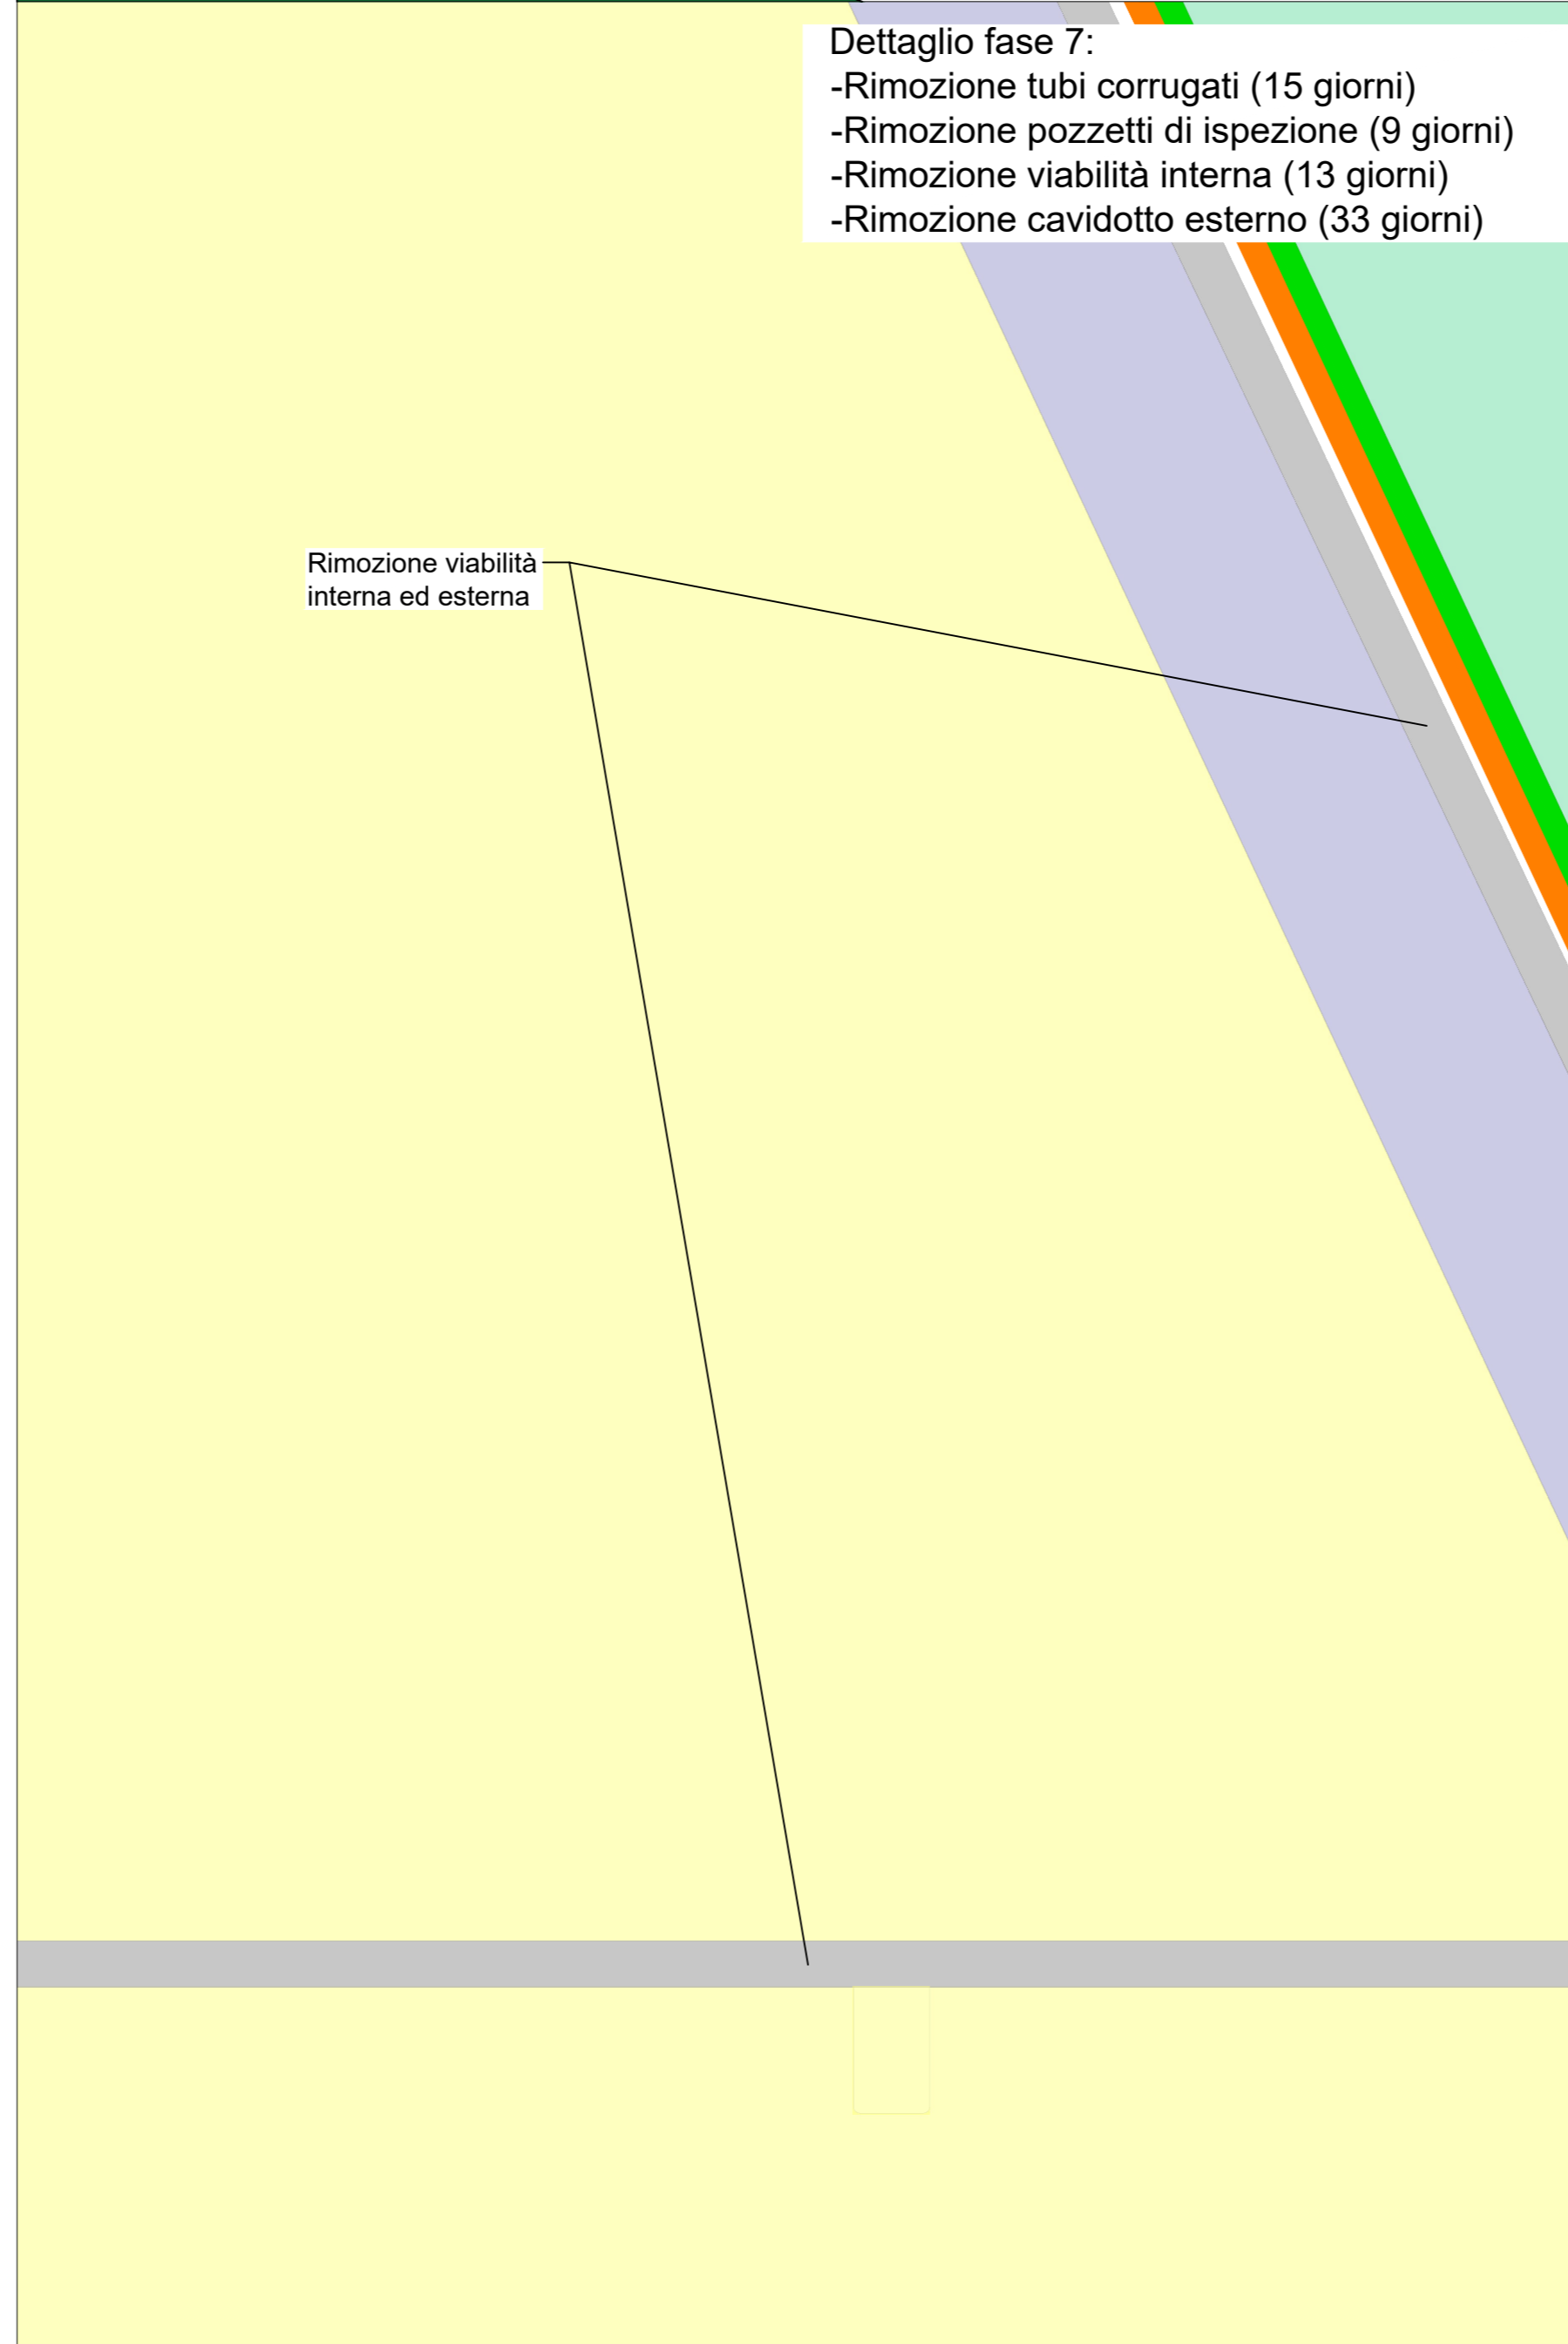 Dettaglio fase 7:
-Rimozione tubi corrugati (15 giorni)
-Rimozione pozzetti di ispezione (9 giorni)
-Rimozione viabilità interna (13 giorni)
-Rimozione cavidotto esterno (33 giorni)
Rimozione viabilità
interna ed esterna